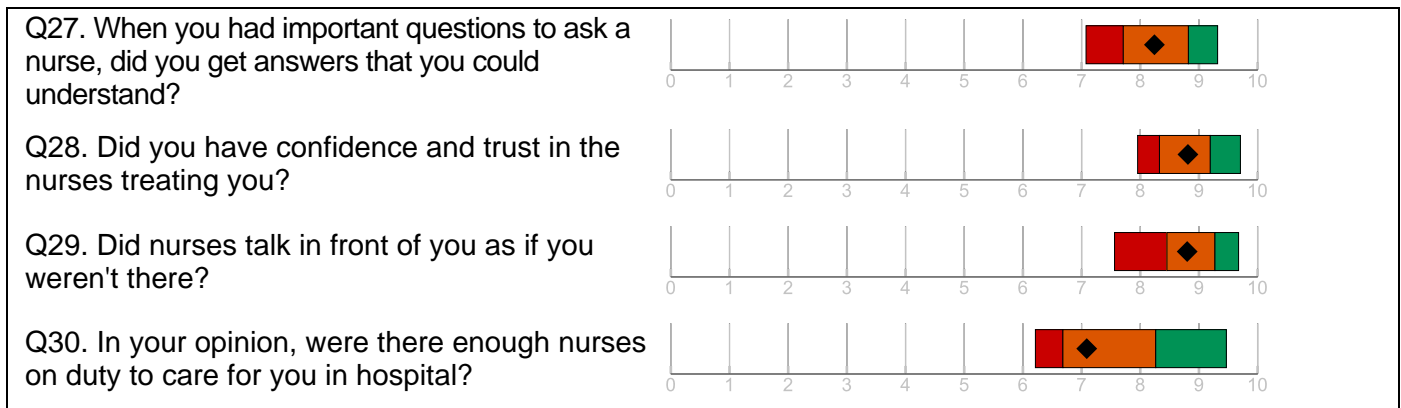 Q27. When you had important questions to ask a
nurse, did you get answers that you could
understand?
0 1 2 3 4 5 6 7 8 9 10
Q28. Did you have confidence and trust in the
nurses treating you?
0 1 2 3 4 5 6 7 8 9 10
Q29. Did nurses talk in front of you as if you
weren't there?
0 1 2 3 4 5 6 7 8 9 10
Q30. In your opinion, were there enough nurses
on duty to care for you in hospital?
0 1 2 3 4 5 6 7 8 9 10